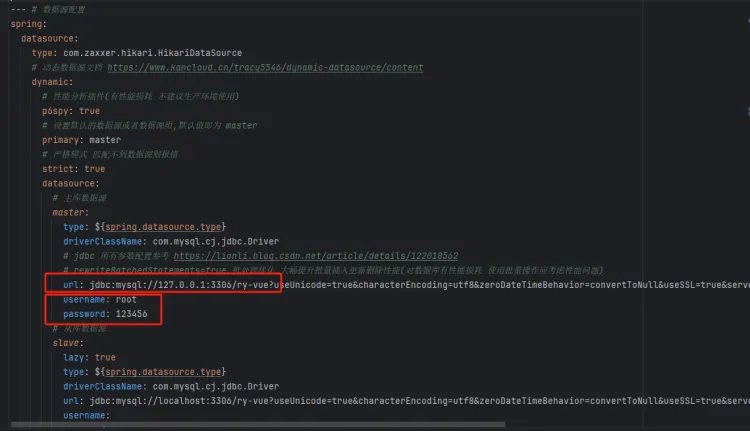 --- # 数据源配置
spring:
datasource:
type: com.zaxxer.hikari.HikariDataSource
# 动态数据源文档 https://www.kancloud.cn/tracy5546/dynamic-datasource/content
dynamic:
# 性能分析插件(有性能损耗 不建议生产环境使用)
p6spy: true
# 设置默认的数据源或者数据源组,默认值即为 master
primary: master
# 严格模式 匹配不到数据源则报错
strict: true
datasource:
# 主库数据源
master:
type: ${spring.datasource.type}
driverClassName: com.mysql.cj.jdbc.Driver
# jdbc 所有参数配置参考 https://lionli.blog.csdn.net/article/details/122018562
# rewriteBatchedStatements=true 批处理优化 大幅提升批量插入更新删除性能(对数据库有性能损耗 使用批量操作应考虑性能问题)
url: jdbc:mysql://127.0.0.1:3306/ry-vue?useUnicode=true&characterEncoding=utf8&zeroDateTimeBehavior=convertToNull&useSSL=true&serve
username: root
password: 123456
# 从库数据源
slave:
lazy: true
type: ${spring.datasource.type}
driverClassName: com.mysql.cj.jdbc.Driver
url: jdbc:mysql://localhost:3306/ry-vue?useUnicode=true&characterEncoding=utf8&zeroDateTimeBehavior=convertToNull&useSSL=true&serve
username: